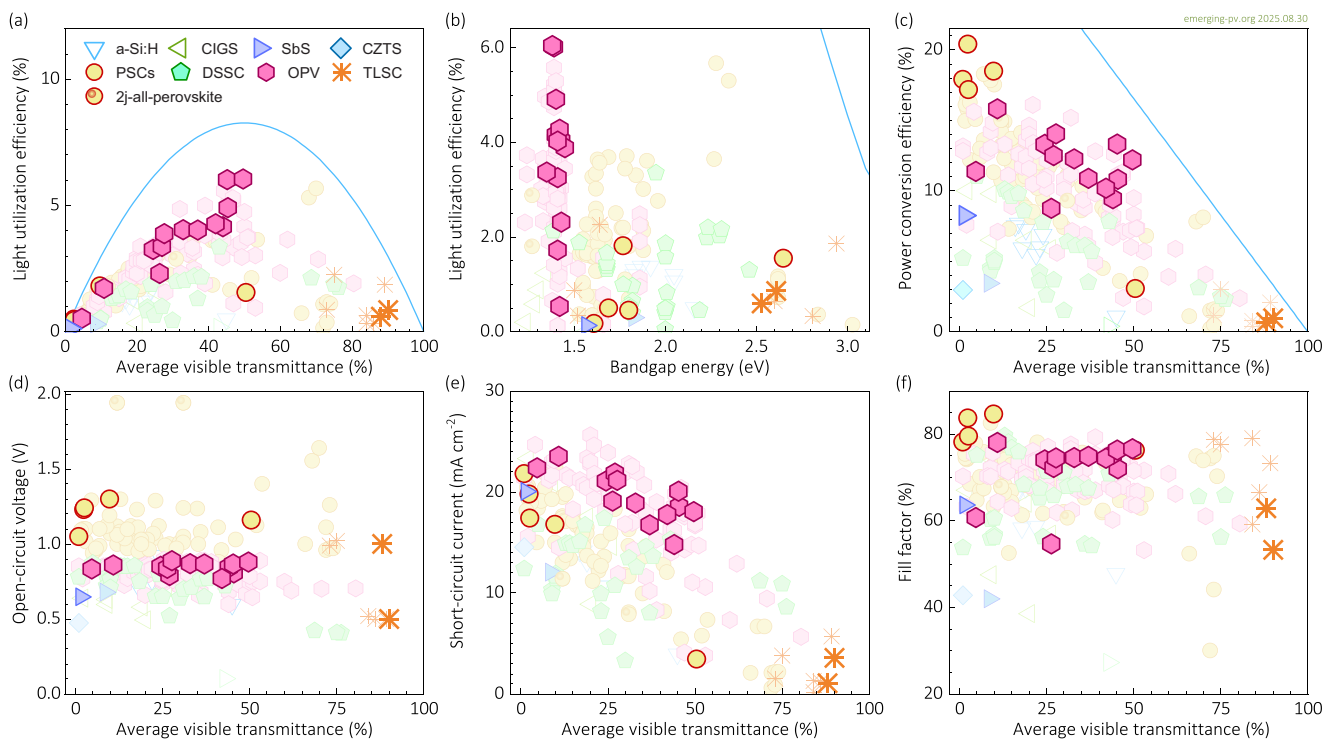 (a)
(b)
(c)
emerging-pv.org 2025.08.30
a-Si:H
CIGS
SbS
CZTS
PSCs
DSSC
OPV
TLSC
2j-all-perovskite
Light utilization efficiency (%)
0
5
10
0
20
40
60
80
100
Average visible transmittance (%)
Light utilization efficiency (%)
0.0
2.0
4.0
6.0
1.5
2.0
2.5
3.0
Bandgap energy (eV)
Power conversion efficiency (%)
0
10
20
0
25
50
75
100
Average visible transmittance (%)
(d)
(e)
(f)
Open-circuit voltage (V)
0.0
0.5
1.0
1.5
2.0
0
20
40
60
80
100
Average visible transmittance (%)
Short-circuit current (mA cm⁻²)
0
10
20
30
0
25
50
75
100
Average visible transmittance (%)
Fill factor (%)
20
40
60
80
0
25
50
75
100
Average visible transmittance (%)